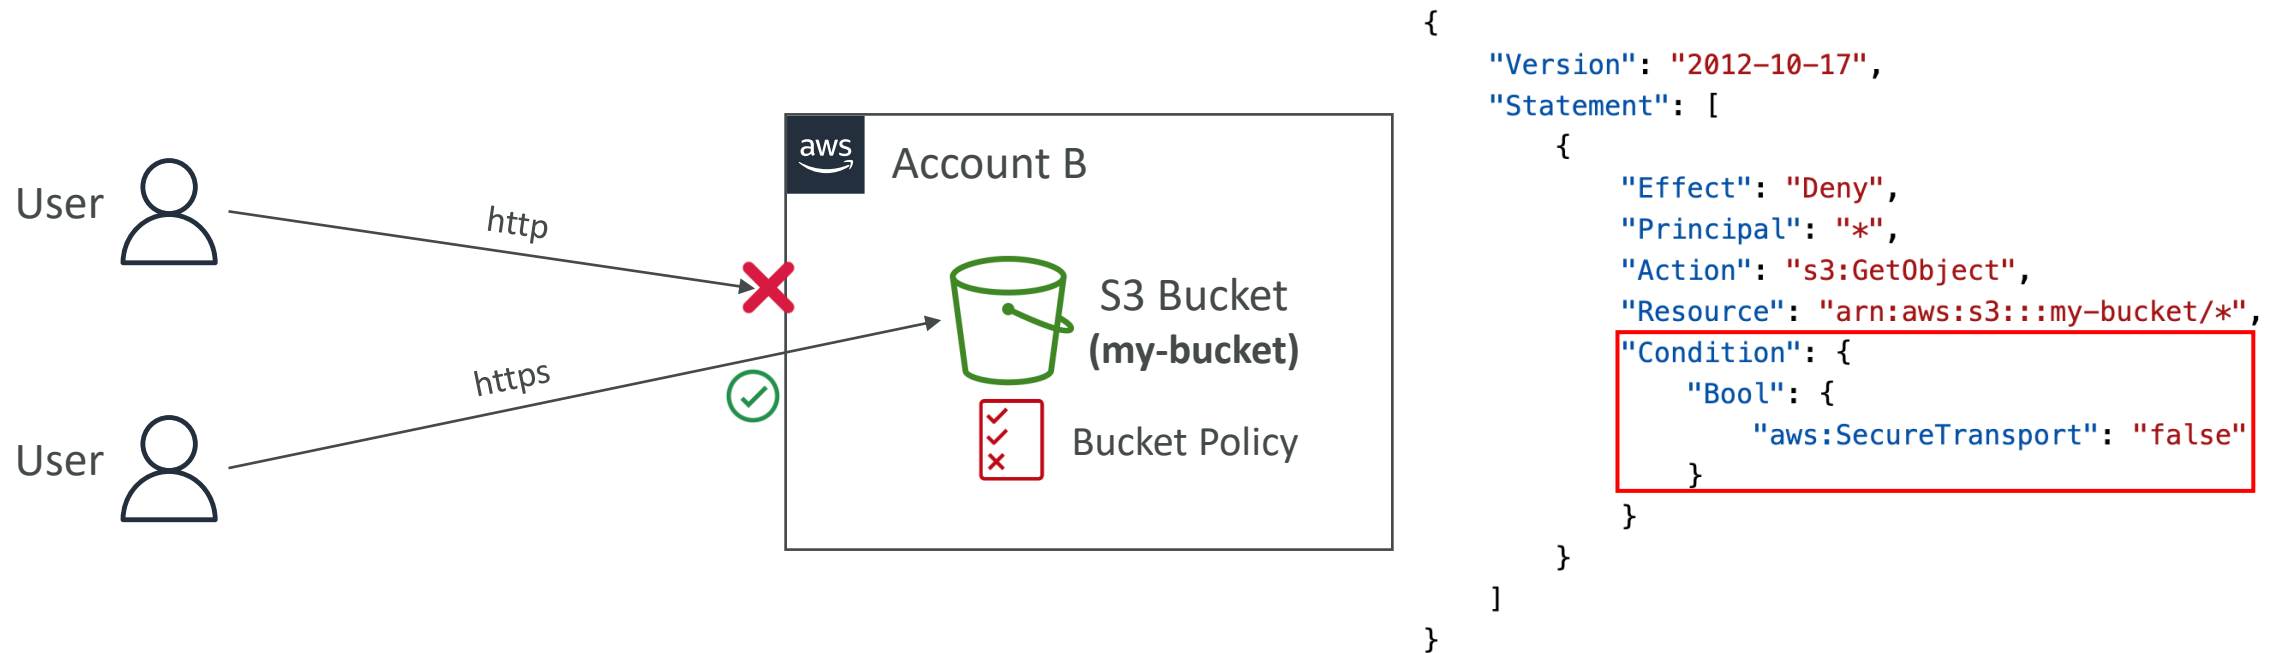 User
http
User
https
aws
Account B
S3 Bucket
(my-bucket)
Bucket Policy
{
    "Version": "2012-10-17",
    "Statement": [
        {
            "Effect": "Deny",
            "Principal": "*",
            "Action": "s3:GetObject",
            "Resource": "arn:aws:s3:::my-bucket/*",
            "Condition": {
                "Bool": {
                    "aws:SecureTransport": "false"
                }
            }
        }
    ]
}